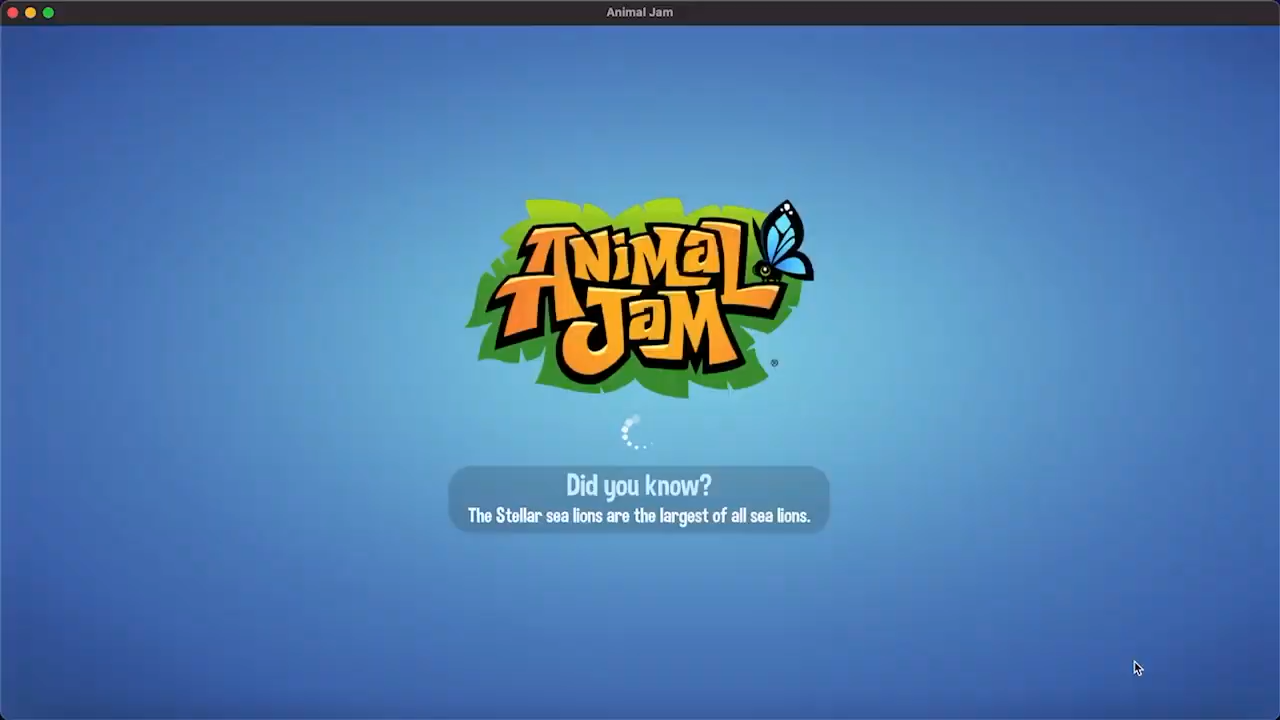 Animal Jam
ANiMaL
JaM
®
Did you know?
The Stellar sea lions are the largest of all sea lions.